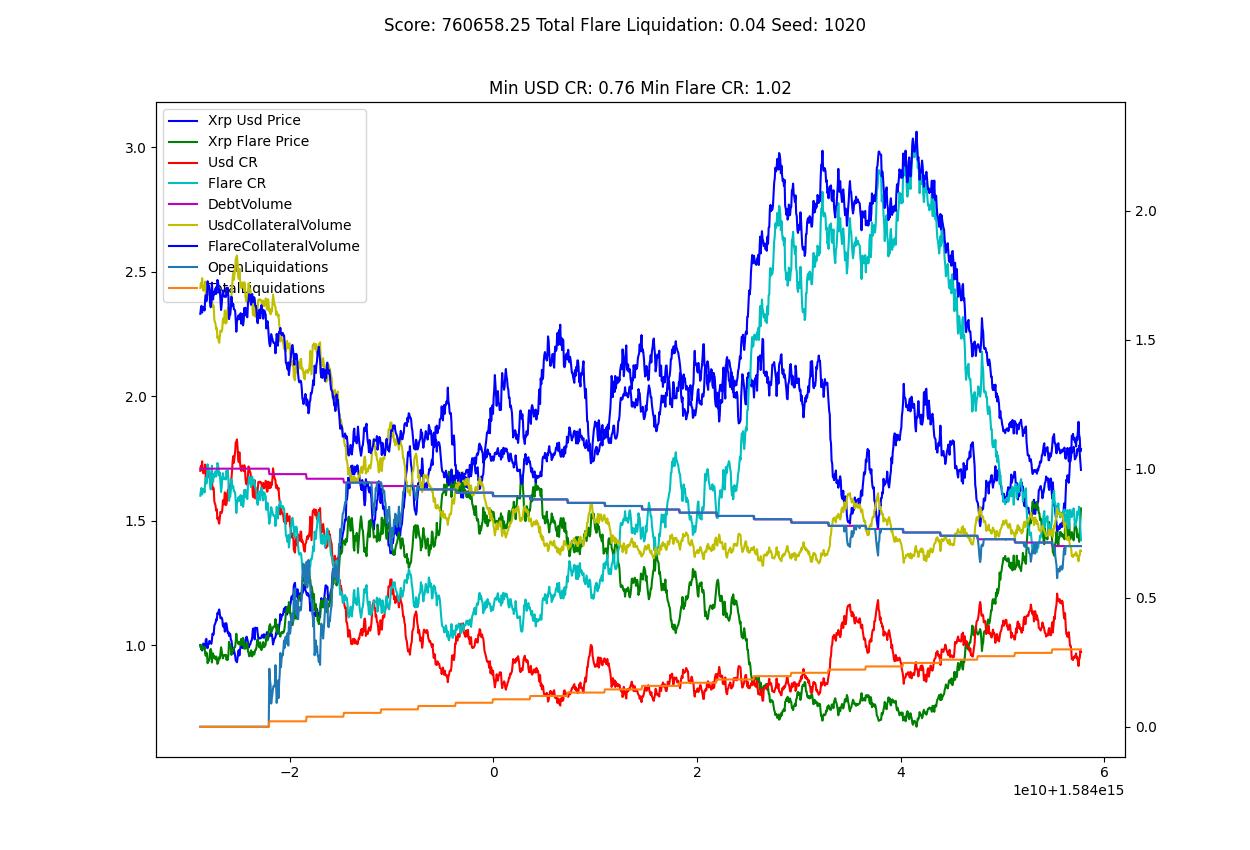 Score: 760658.25 Total Flare Liquidation: 0.04 Seed: 1020
Min USD CR: 0.76 Min Flare CR: 1.02
Xrp Usd Price
Xrp Flare Price
Usd CR
Flare CR
DebtVolume
UsdCollateralVolume
FlareCollateralVolume
OpenLiquidations
TotalLiquidations
3.0
2.5
2.0
1.5
1.0
2.0
1.5
1.0
0.5
0.0
−2
0
2
4
6
1e10+1.584e15